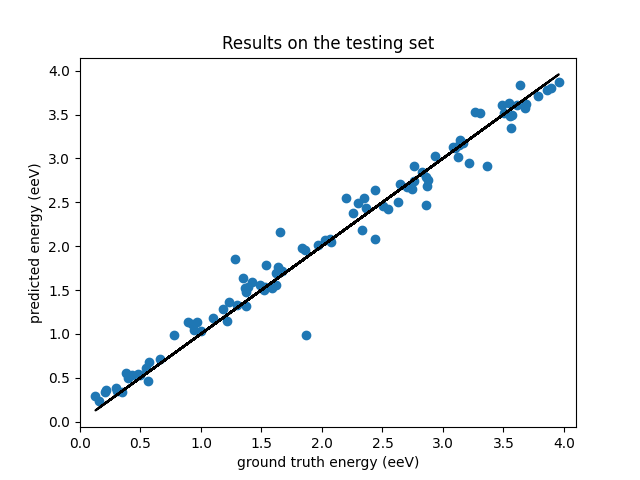 Results on the testing set
predicted energy (eeV)
4.0
3.5
3.0
2.5
2.0
1.5
1.0
0.5
0.0
0.0 0.5 1.0 1.5 2.0 2.5 3.0 3.5 4.0
ground truth energy (eeV)